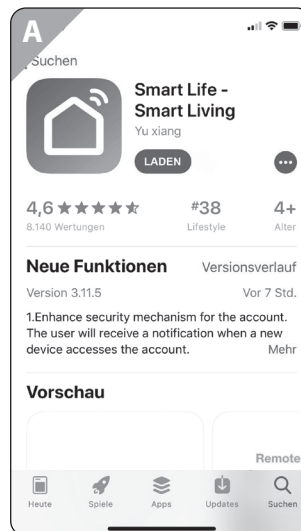 A
Suchen
Smart Life -
Smart Living
Yu xiang
LADEN
4,6 #38 4+
8.140 Wertungen Lifestyle Alter
Neue Funktionen Versionsverlauf
Version 3.11.5 Vor 7 Std.
1.Enhance security mechanism for the account.
The user will receive a notification when a new
device accesses the account. Mehr
Vorschau
Remote
Heute Spiele Apps Updates Suchen